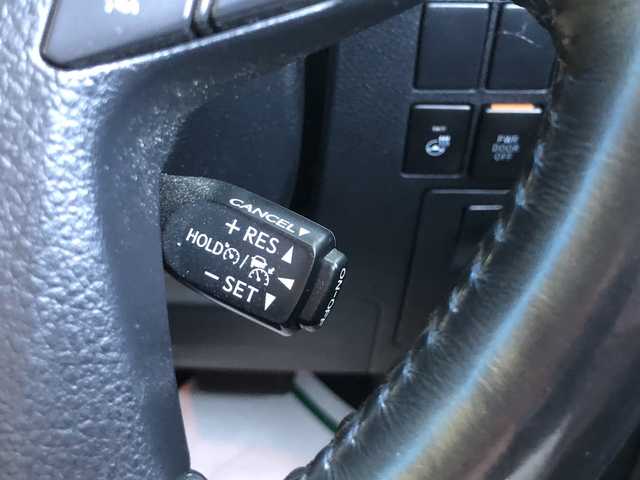 CANCEL▼
+ RES ▲
HOLD /
− SET ▼
ON-OFF
PWR
DOOR
OFF